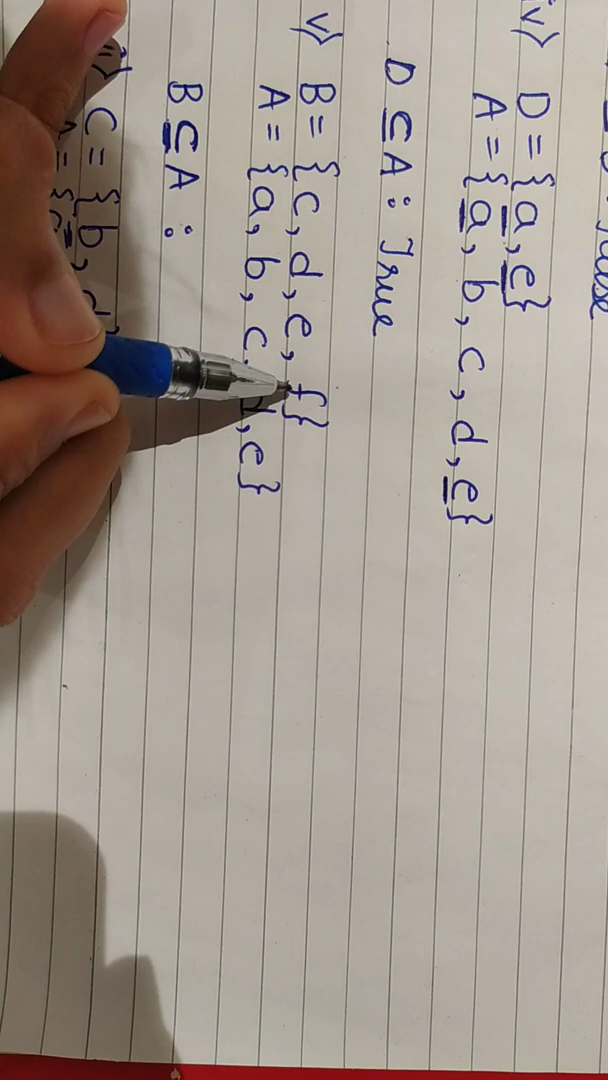 iv) D = {a, e}
A = {a, b, c, d, e}
D ⊆ A : True
v) B = {c, d, e, f}
A = {a, b, c, d, e}
B ⊆ A :
C = {b, d}